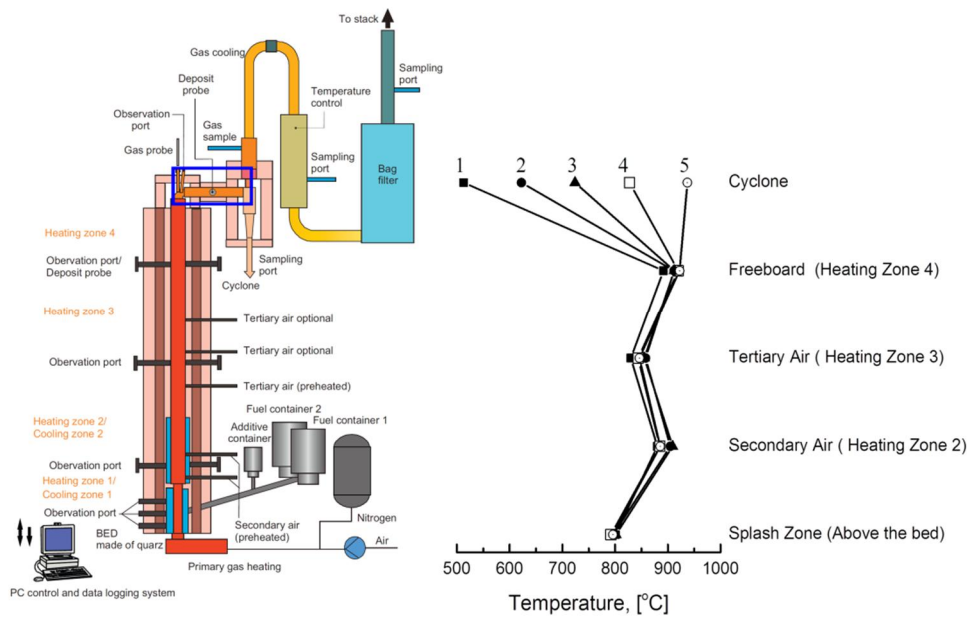 To stack
Gas cooling
Deposit
probe
Sampling
port
Temperature
control
Observation
port
Gas
sample
Gas probe
Sampling
port
Bag
filter
Heating zone 4
Obervation port/
Deposit probe
Sampling
port
Cyclone
Heating zone 3
Tertiary air optional
Tertiary air optional
Obervation port
Tertiary air (preheated)
Heating zone 2/
Cooling zone 2
Fuel container 2
Fuel container 1
Additive
container
Obervation port
Heating zone 1/
Cooling zone 1
Obervation port
Secondary air
(preheated)
Nitrogen
BED
made of quarz
Air
Primary gas heating
PC control and data logging system
1 2 3 4 5
Cyclone
Freeboard (Heating Zone 4)
Tertiary Air ( Heating Zone 3)
Secondary Air ( Heating Zone 2)
Splash Zone (Above the bed)
500 600 700 800 900 1000
Temperature, [°C]